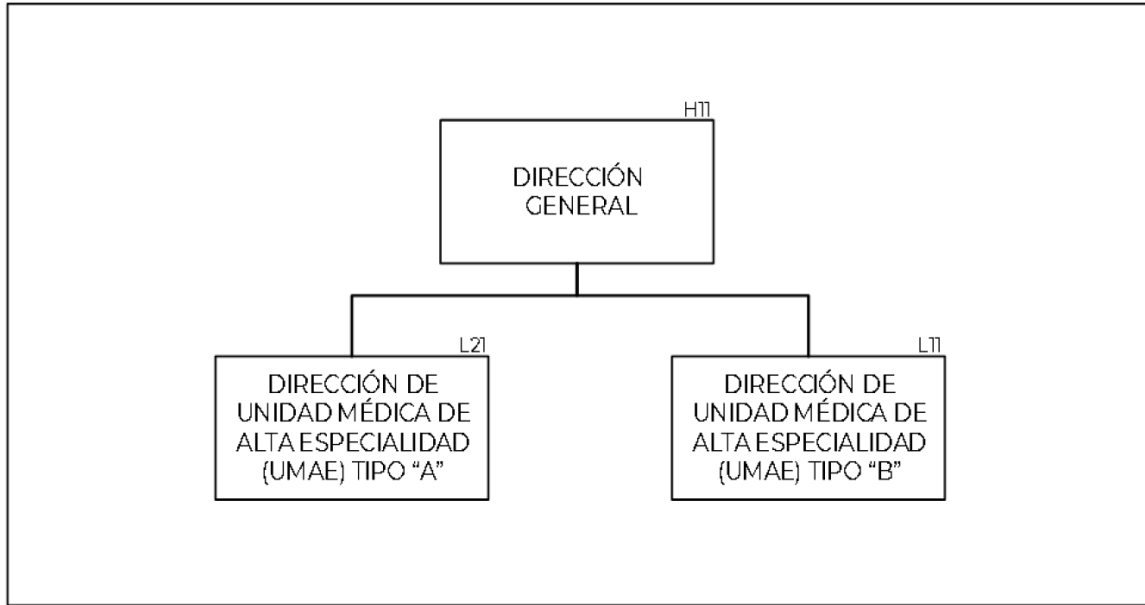 H11
DIRECCIÓN
GENERAL
L21
DIRECCIÓN DE
UNIDAD MÉDICA DE
ALTA ESPECIALIDAD
(UMAE) TIPO “A”
L11
DIRECCIÓN DE
UNIDAD MÉDICA DE
ALTA ESPECIALIDAD
(UMAE) TIPO “B”